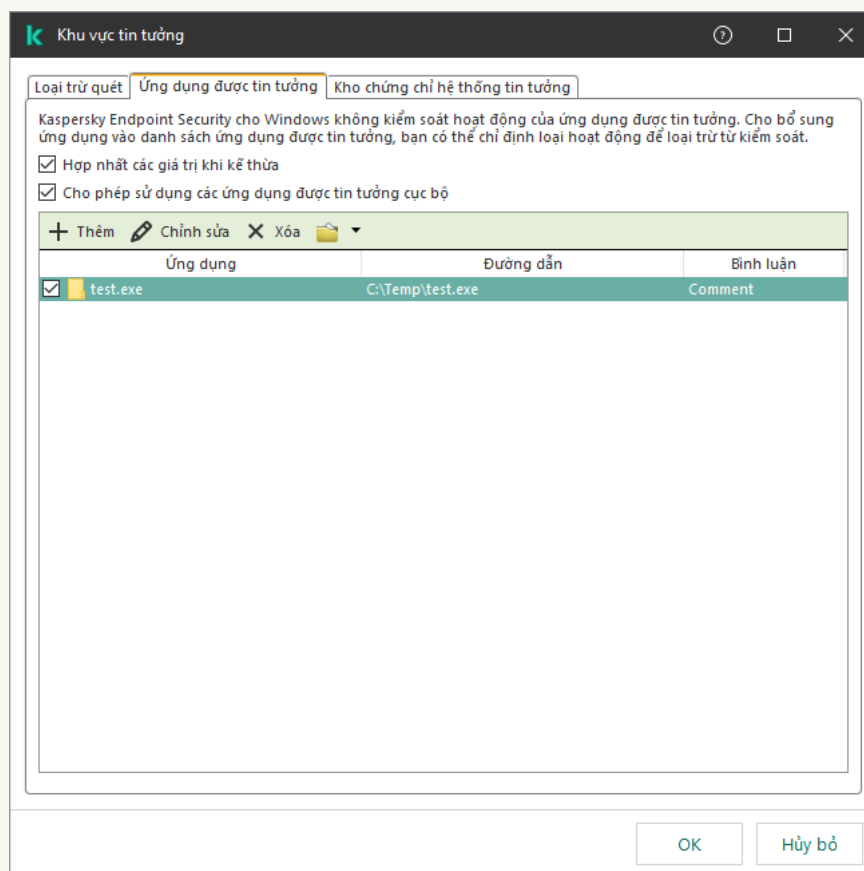 Khu vực tin tưởng
Loại trừ quét Ứng dụng được tin tưởng Kho chứng chỉ hệ thống tin tưởng
Kaspersky Endpoint Security cho Windows không kiểm soát hoạt động của ứng dụng được tin tưởng. Cho bổ sung
ứng dụng vào danh sách ứng dụng được tin tưởng, bạn có thể chỉ định loại hoạt động để loại trừ từ kiểm soát.
Hợp nhất các giá trị khi kế thừa
Cho phép sử dụng các ứng dụng được tin tưởng cục bộ
Thêm Chỉnh sửa Xóa
Ứng dụng Đường dẫn Bình luận
test.exe C:\Temp\test.exe Comment
OK Hủy bỏ